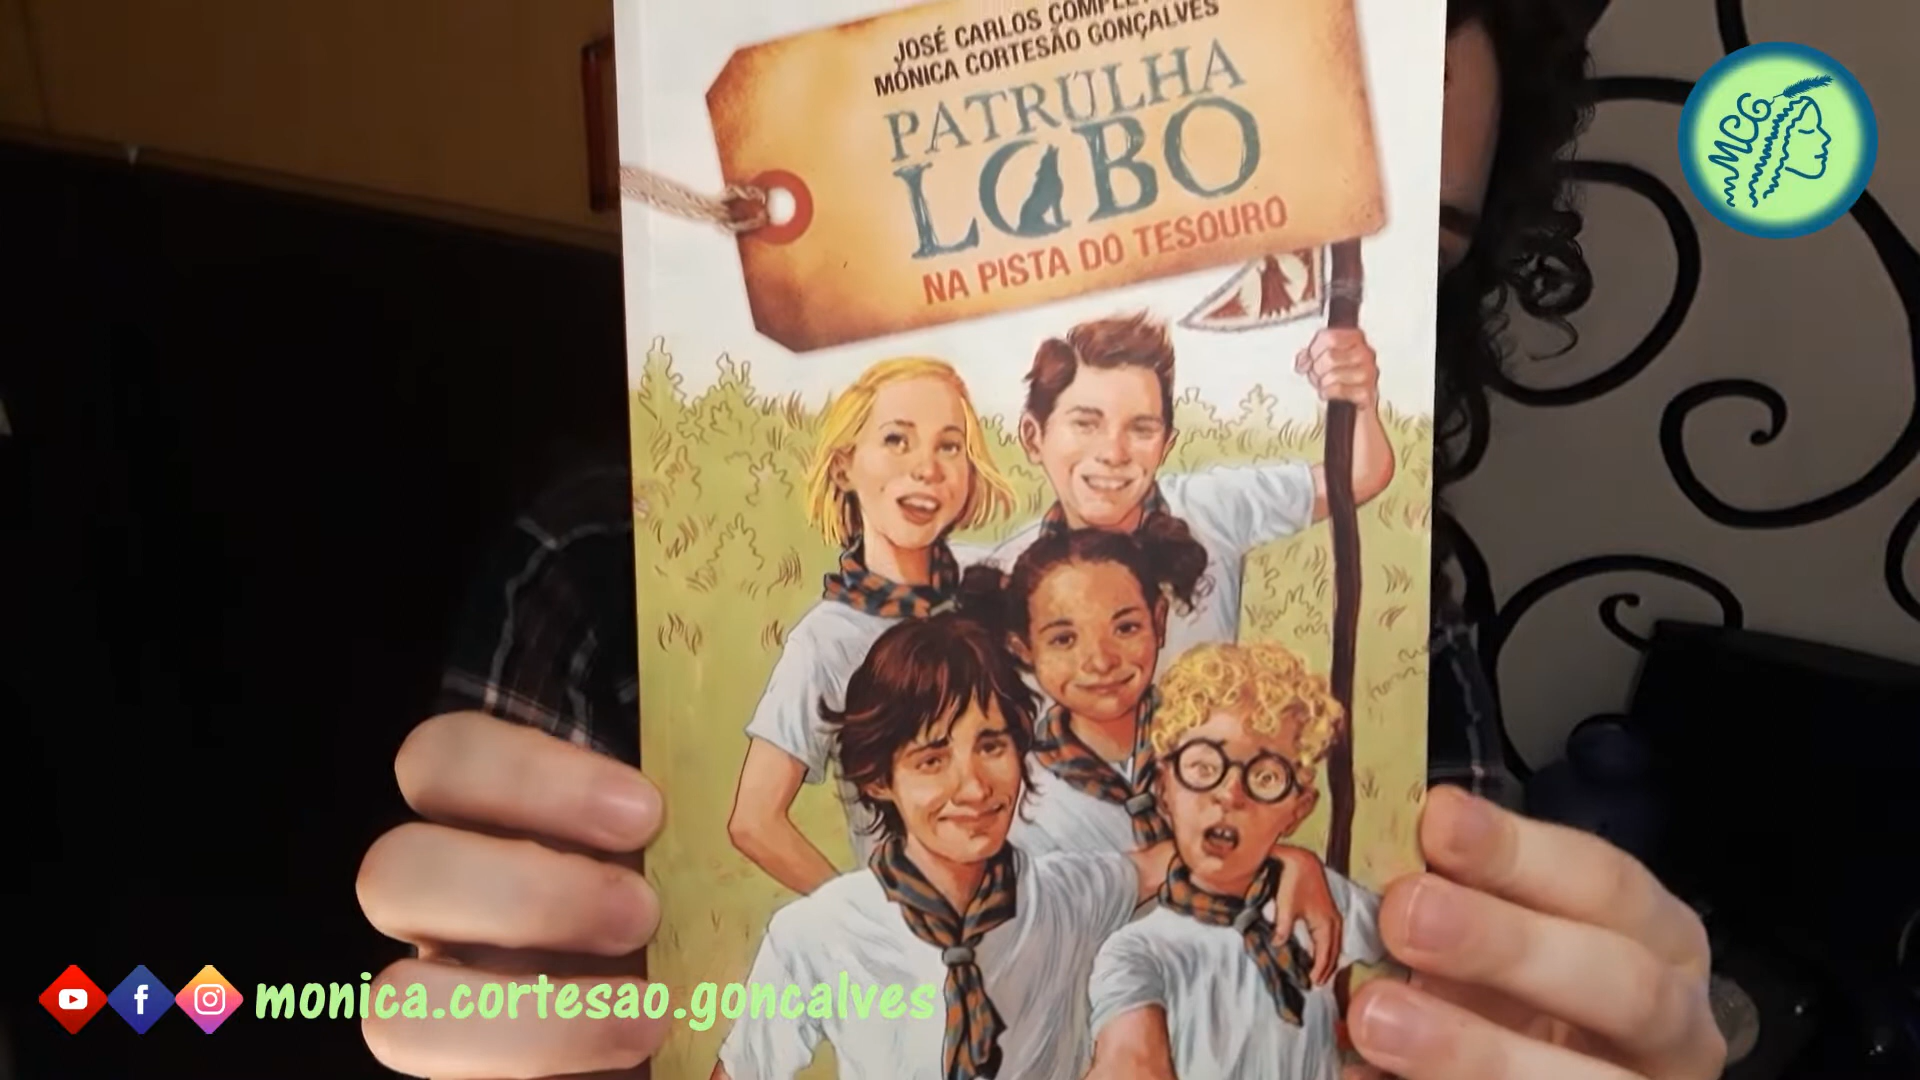 JOSÉ CARLOS
MÓNICA CORTESÃO GONÇALVES
PATRULHA
LOBO
NA PISTA DO TESOURO
MCG
monica.cortesao.goncalves